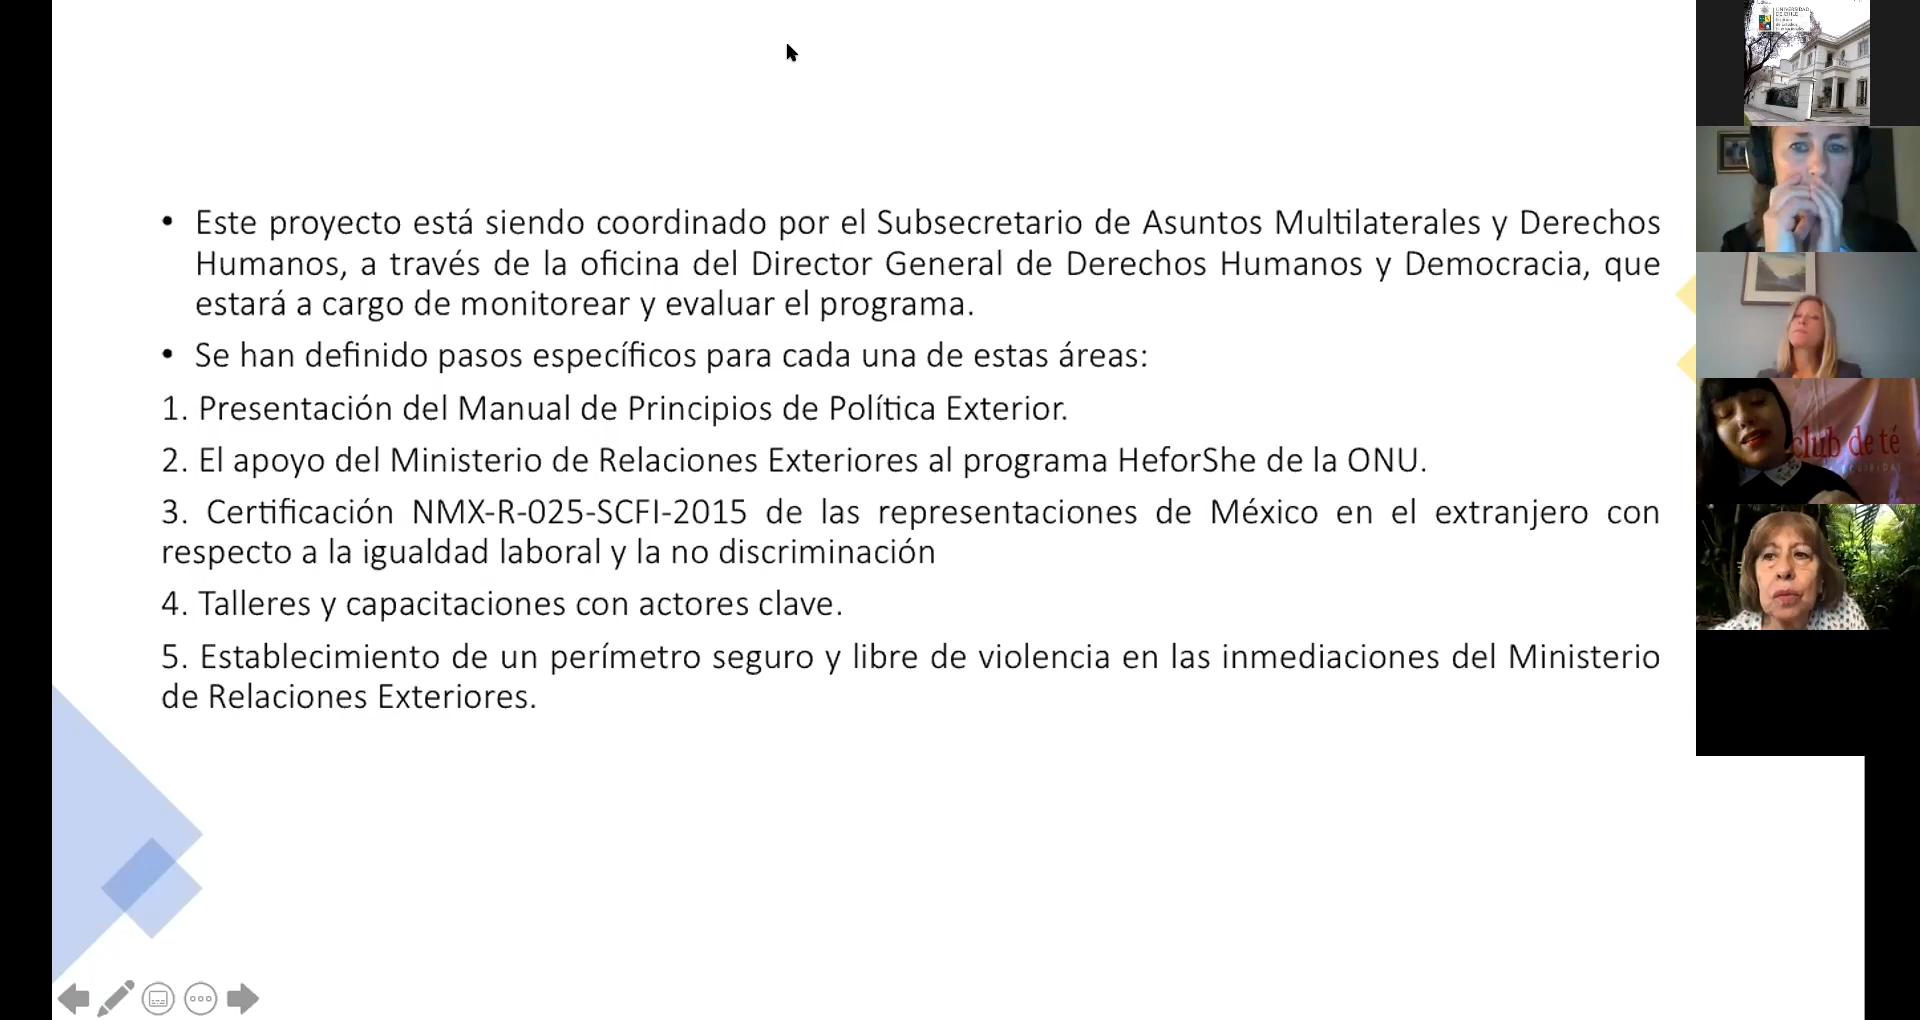 UNIVERSIDAD
DE CHILE
• Este proyecto está siendo coordinado por el Subsecretario de Asuntos Multilaterales y Derechos
Humanos, a través de la oficina del Director General de Derechos Humanos y Democracia, que
estará a cargo de monitorear y evaluar el programa.
• Se han definido pasos específicos para cada una de estas áreas:
1. Presentación del Manual de Principios de Política Exterior.
2. El apoyo del Ministerio de Relaciones Exteriores al programa HeforShe de la ONU.
3. Certificación NMX-R-025-SCFI-2015 de las representaciones de México en el extranjero con
respecto a la igualdad laboral y la no discriminación
4. Talleres y capacitaciones con actores clave.
5. Establecimiento de un perímetro seguro y libre de violencia en las inmediaciones del Ministerio
de Relaciones Exteriores.
club de té